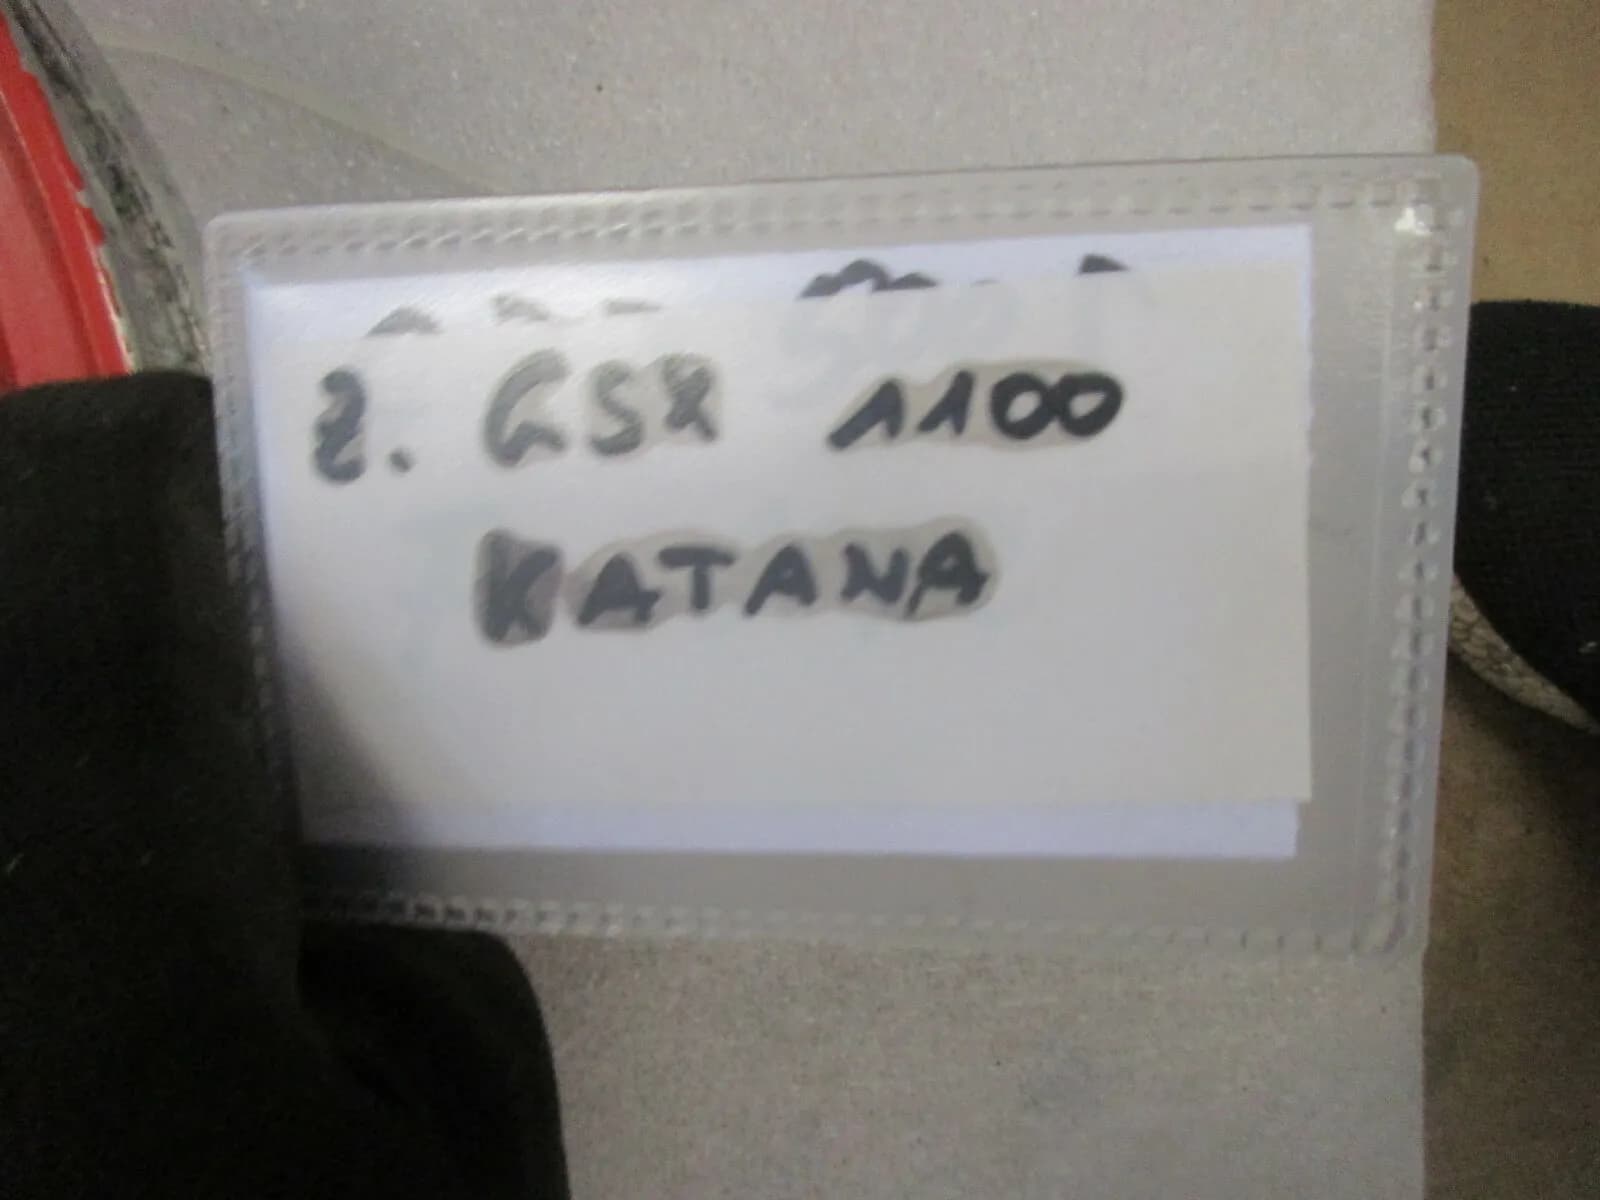 2. GSX 1100
KATANA